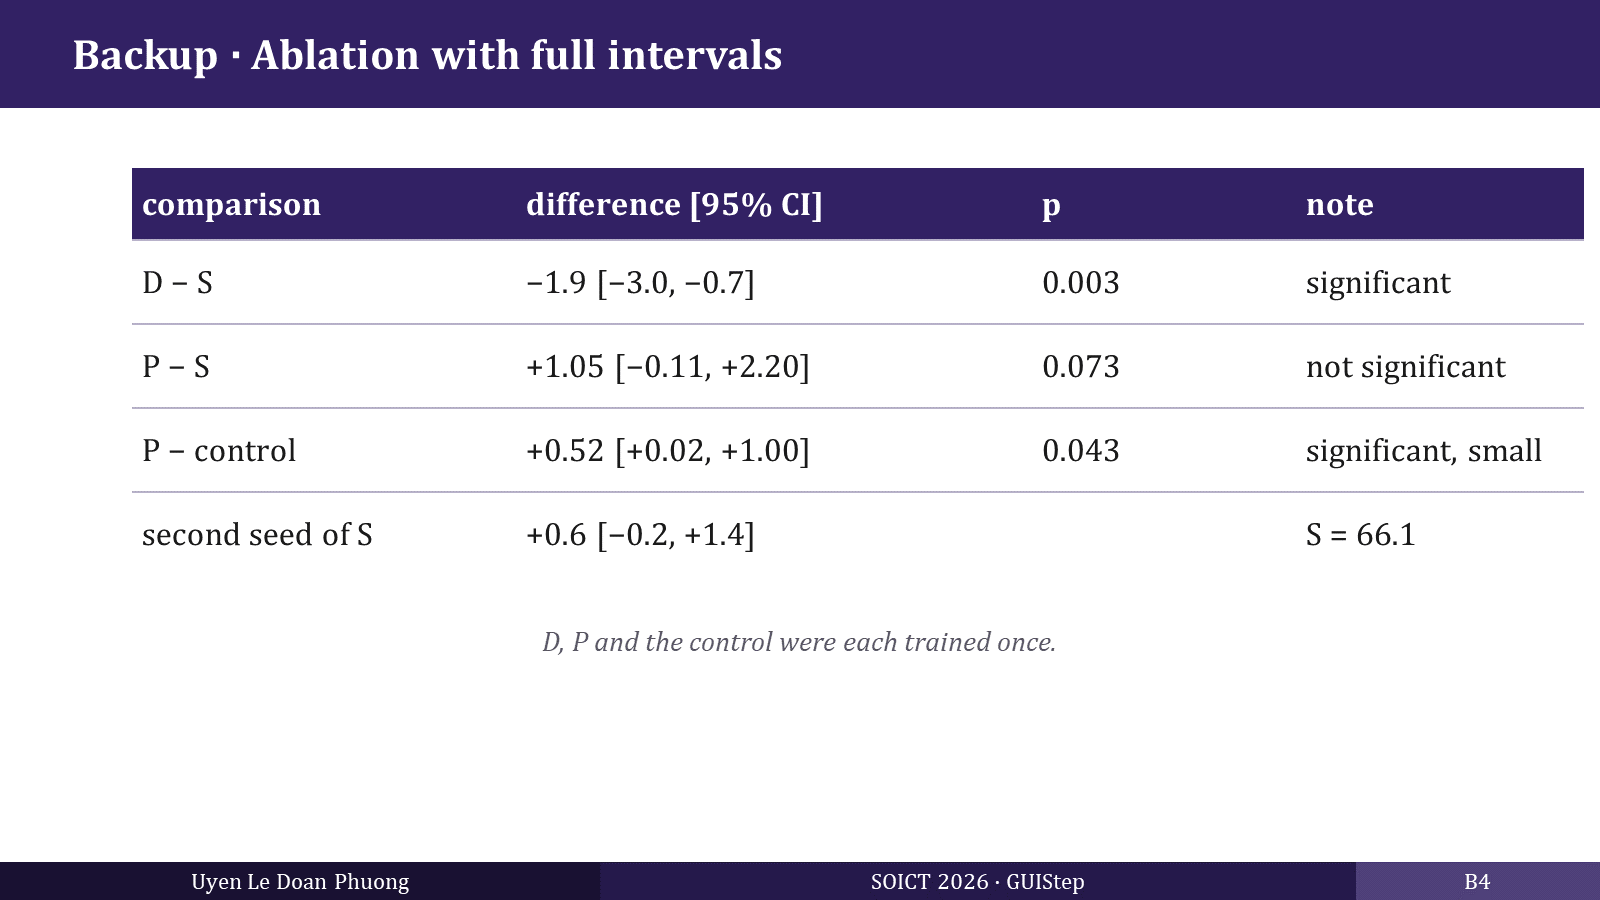 Backup · Ablation with full intervals
comparison difference [95% CI] p note
D – S −1.9 [−3.0, −0.7] 0.003 significant
P – S +1.05 [−0.11, +2.20] 0.073 not significant
P – control +0.52 [+0.02, +1.00] 0.043 significant, small
second seed of S +0.6 [−0.2, +1.4] S = 66.1
D, P and the control were each trained once.
Uyen Le Doan Phuong SOICT 2026 · GUIStep B4